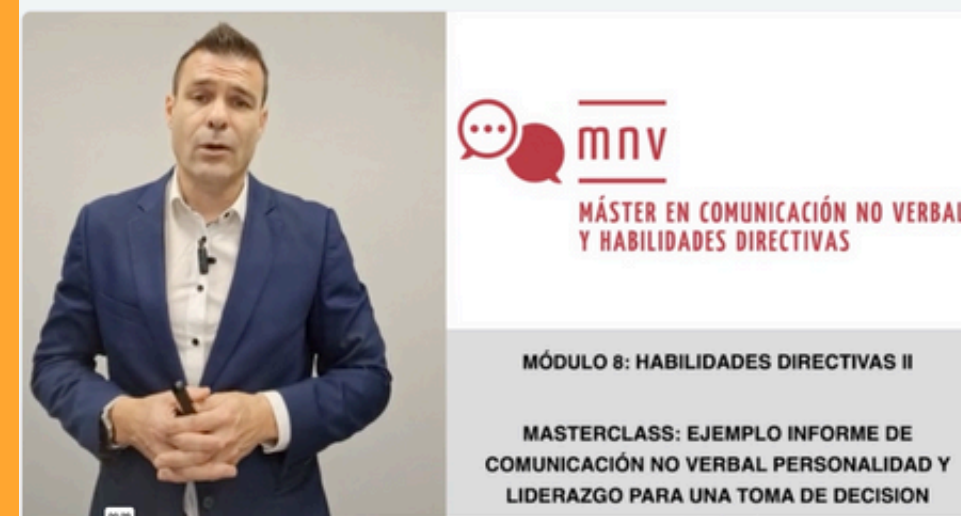 mnv
MÁSTER EN COMUNICACIÓN NO VERBAL
Y HABILIDADES DIRECTIVAS
MÓDULO 8: HABILIDADES DIRECTIVAS II
MASTERCLASS: EJEMPLO INFORME DE
COMUNICACIÓN NO VERBAL PERSONALIDAD Y
LIDERAZGO PARA UNA TOMA DE DECISION